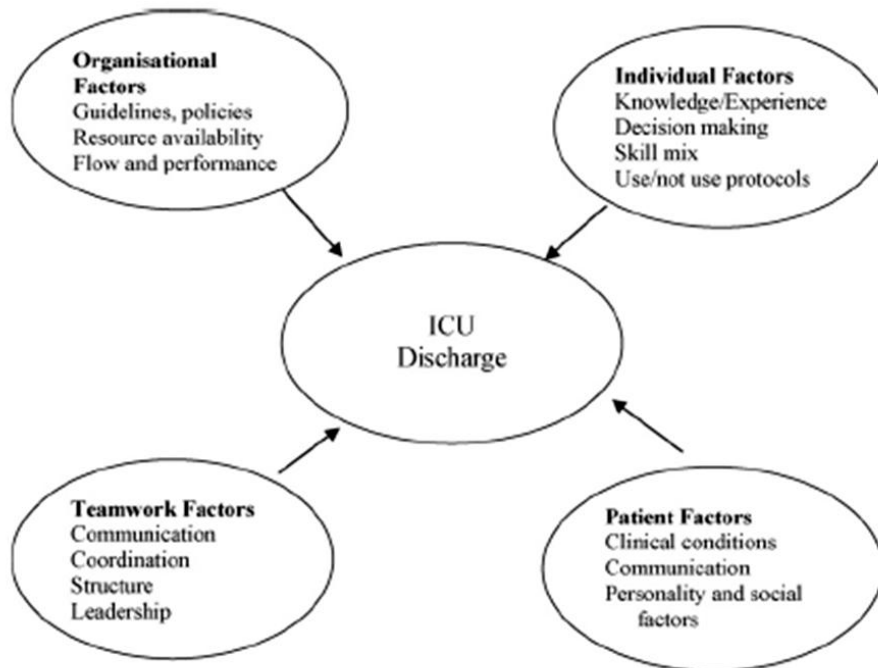 Organisational
Factors
Guidelines, policies
Resource availability
Flow and performance
Individual Factors
Knowledge/Experience
Decision making
Skill mix
Use/not use protocols
ICU
Discharge
Teamwork Factors
Communication
Coordination
Structure
Leadership
Patient Factors
Clinical conditions
Communication
Personality and social
factors